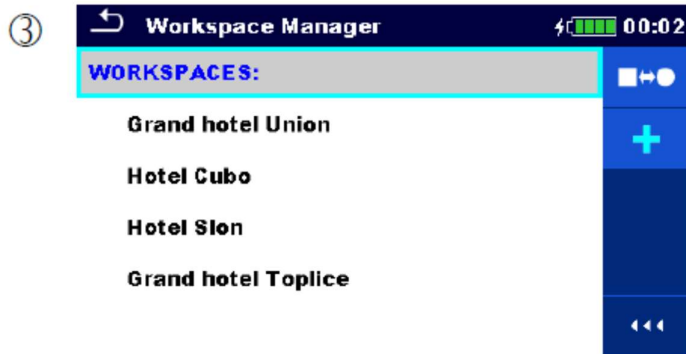 ③
Workspace Manager 00:02
WORKSPACES:
Grand hotel Union
Hotel Cubo
Hotel Slon
Grand hotel Toplice